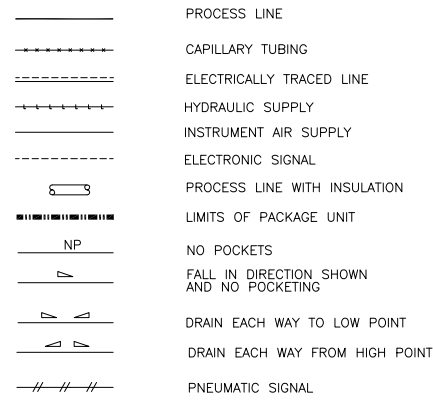 PROCESS LINE
CAPILLARY TUBING
ELECTRICALLY TRACED LINE
HYDRAULIC SUPPLY
INSTRUMENT AIR SUPPLY
ELECTRONIC SIGNAL
PROCESS LINE WITH INSULATION
LIMITS OF PACKAGE UNIT
NP NO POCKETS
FALL IN DIRECTION SHOWN
AND NO POCKETING
DRAIN EACH WAY TO LOW POINT
DRAIN EACH WAY FROM HIGH POINT
PNEUMATIC SIGNAL